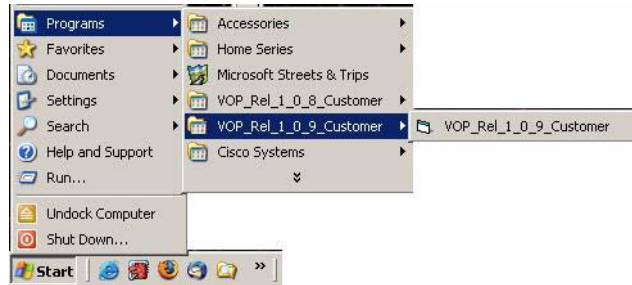 Programs
Favorites
Documents
Settings
Search
Help and Support
Run...
Undock Computer
Shut Down...
Start
Accessories
Home Series
Microsoft Streets & Trips
VOP_Rel_1_0_8_Customer
VOP_Rel_1_0_9_Customer
Cisco Systems
VOP_Rel_1_0_9_Customer